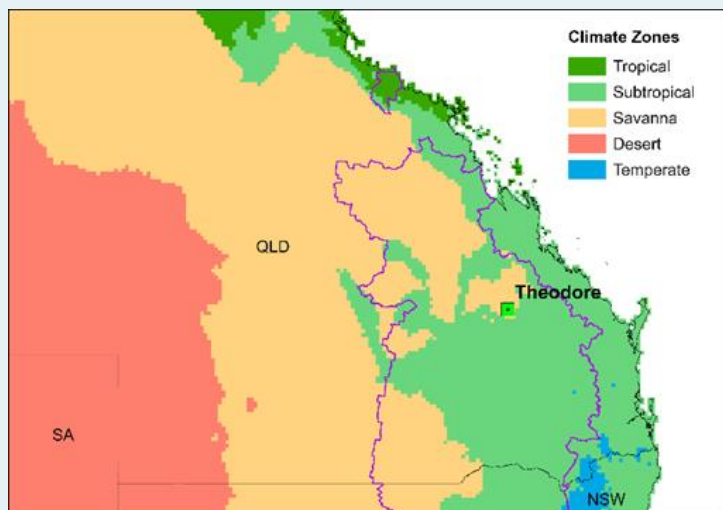 Climate Zones
Tropical
Subtropical
Savanna
Desert
Temperate
QLD
Theodore
SA
NSW